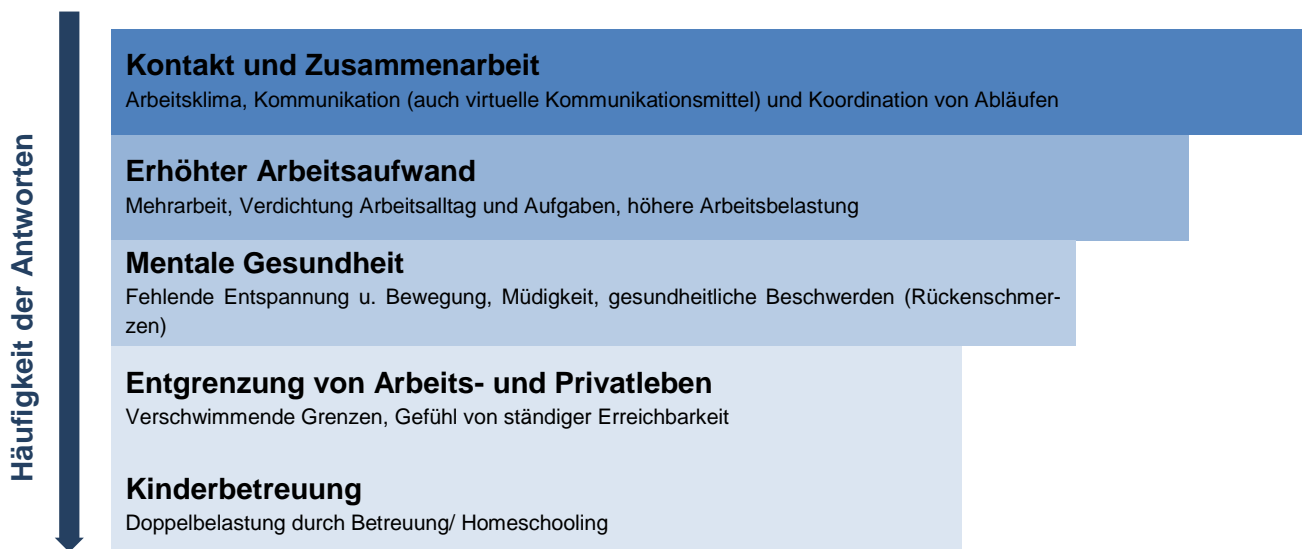 Häufigkeit der Antworten
Kontakt und Zusammenarbeit
Arbeitsklima, Kommunikation (auch virtuelle Kommunikationsmittel) und Koordination von Abläufen
Erhöhter Arbeitsaufwand
Mehrarbeit, Verdichtung Arbeitsalltag und Aufgaben, höhere Arbeitsbelastung
Mentale Gesundheit
Fehlende Entspannung u. Bewegung, Müdigkeit, gesundheitliche Beschwerden (Rückenschmer-
zen)
Entgrenzung von Arbeits- und Privatleben
Verschwimmende Grenzen, Gefühl von ständiger Erreichbarkeit
Kinderbetreuung
Doppelbelastung durch Betreuung/ Homeschooling